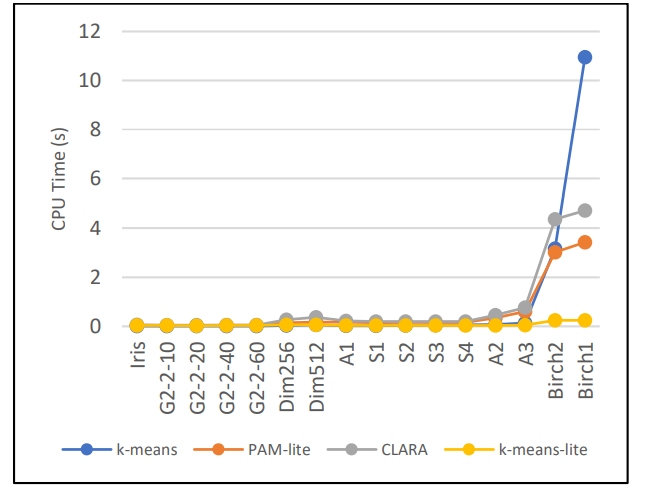 12
10
8
6
4
2
0
CPU Time (s)
Iris
G2-2-10
G2-2-20
G2-2-40
G2-2-60
Dim256
Dim512
A1
S1
S2
S3
S4
A2
A3
Birch2
Birch1
k-means PAM-lite CLARA k-means-lite